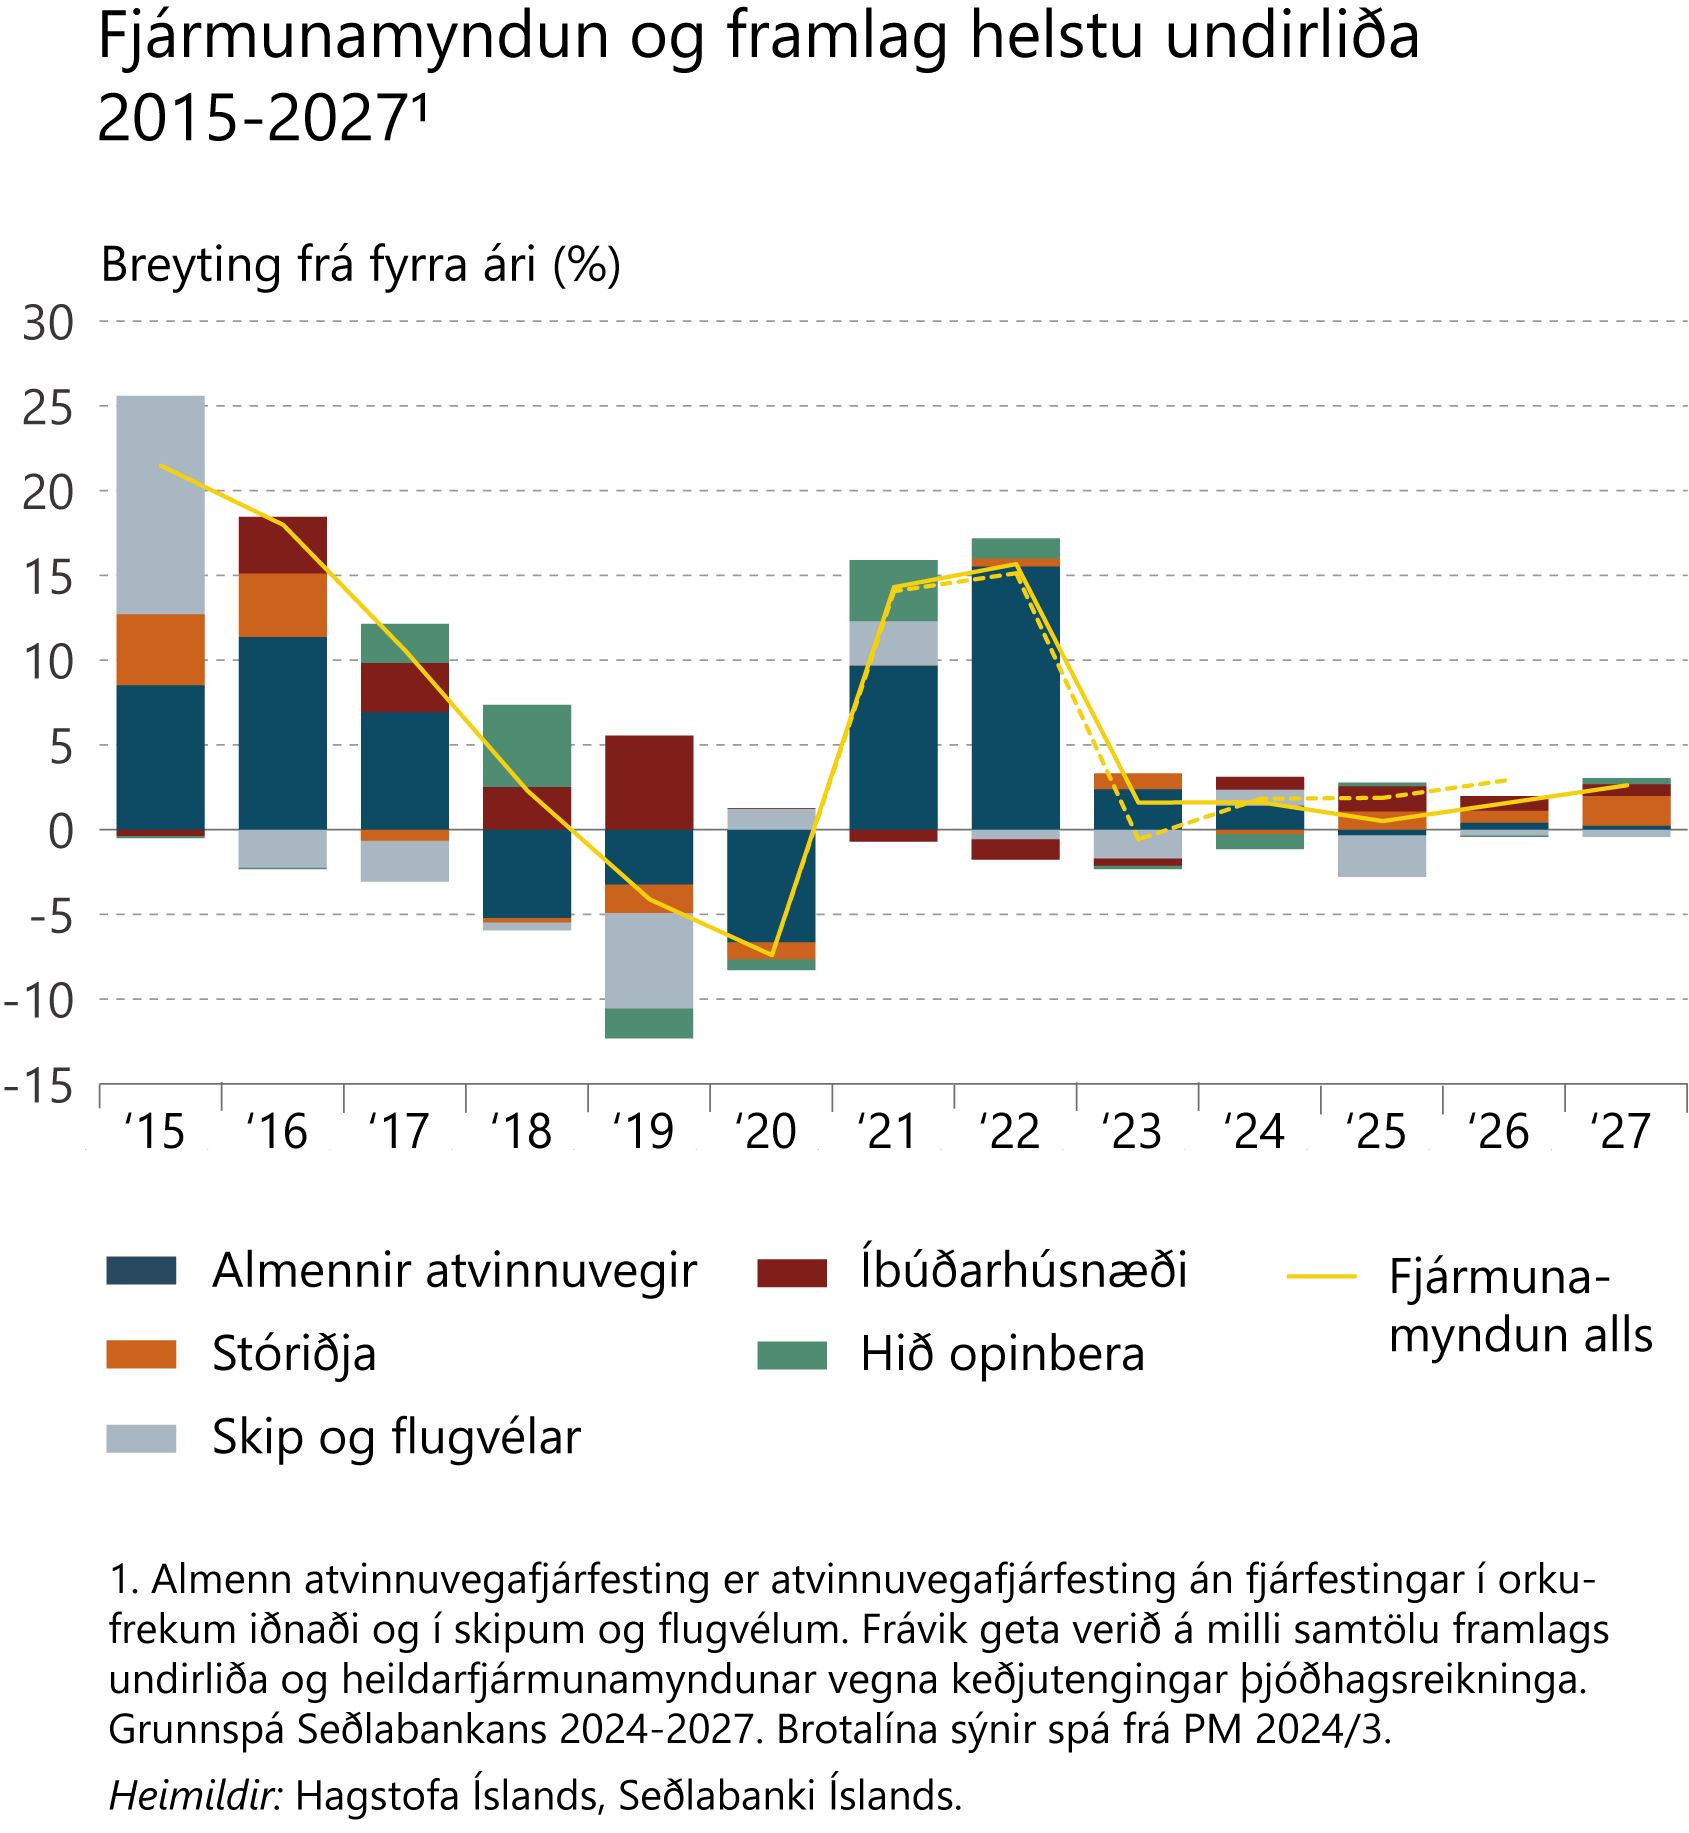 Fjármunamyndun og framlag helstu undirliða
2015-2027¹
Breyting frá fyrra ári (%)
30
25
20
15
10
5
0
-5
-10
-15
‘15 ‘16 ‘17 ‘18 ‘19 ‘20 ‘21 ‘22 ‘23 ‘24 ‘25 ‘26 ‘27
Almennir atvinnuvegir
Stóriðja
Skip og flugvélar
Íbúðarhúsnæði
Hið opinbera
Fjármuna-
myndun alls
1. Almenn atvinnuvegafjárfesting er atvinnuvegafjárfesting án fjárfestingar í orku-
frekum iðnaði og í skipum og flugvélum. Frávik geta verið á milli samtölu framlags
undirliða og heildarfjármunamyndunar vegna keðjutengingar þjóðhagsreikninga.
Grunnspá Seðlabankans 2024-2027. Brotalína sýnir spá frá PM 2024/3.
Heimildir: Hagstofa Íslands, Seðlabanki Íslands.